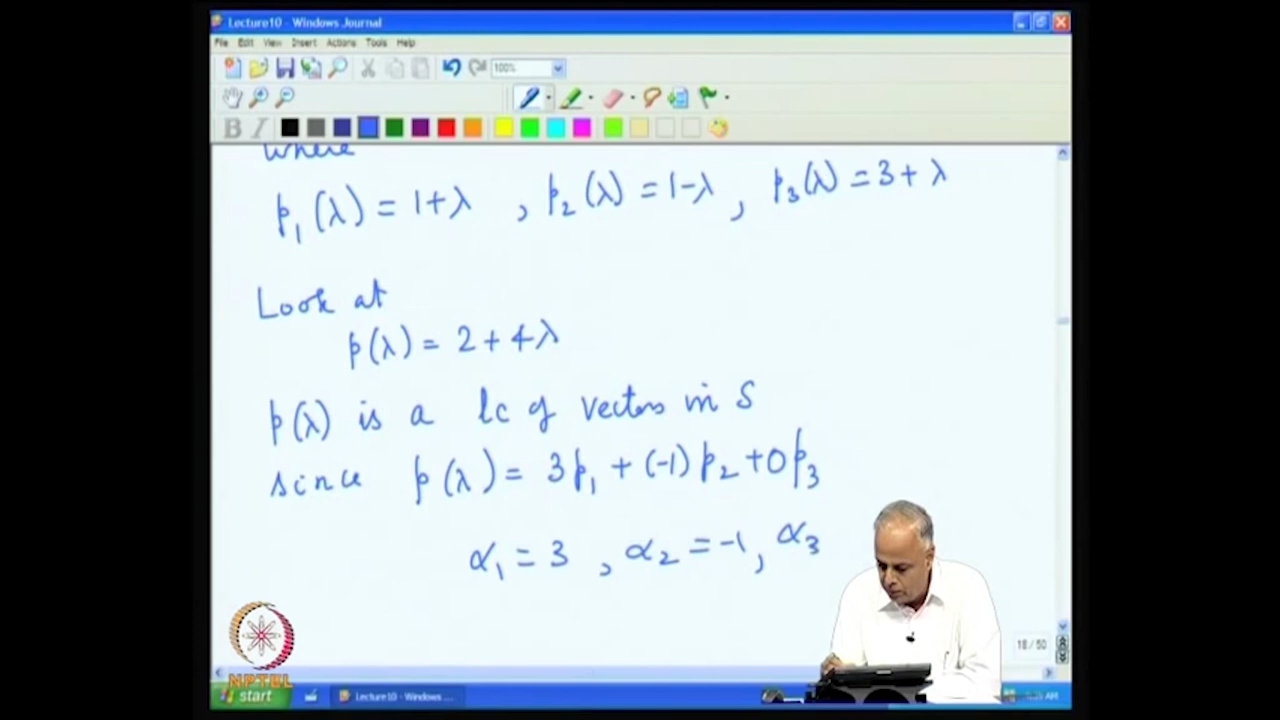 Lecture10 - Windows Journal
File Edit View Insert Actions Tools Help
100%
B I
where
p₁(λ) = 1+λ , p₂(λ) = 1-λ , p₃(λ) = 3+λ
Look at
p(λ) = 2 + 4λ
p(λ) is a lc of vectors in S
since p(λ) = 3p₁ + (-1)p₂ + 0p₃
α₁ = 3 , α₂ = -1 , α₃
18 / 50
NPTEL
start Lecture10 - Windows ...